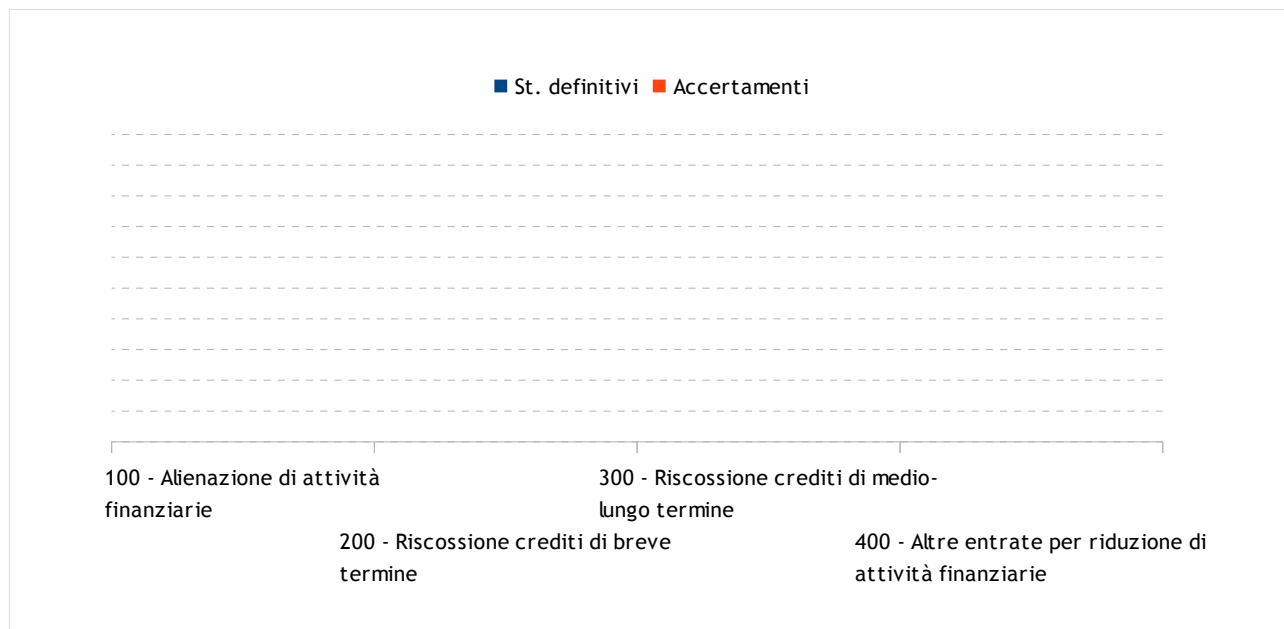 St. definitivi Accertamenti
100 - Alienazione di attività
finanziarie
200 - Riscossione crediti di breve
termine
300 - Riscossione crediti di medio-
lungo termine
400 - Altre entrate per riduzione di
attività finanziarie